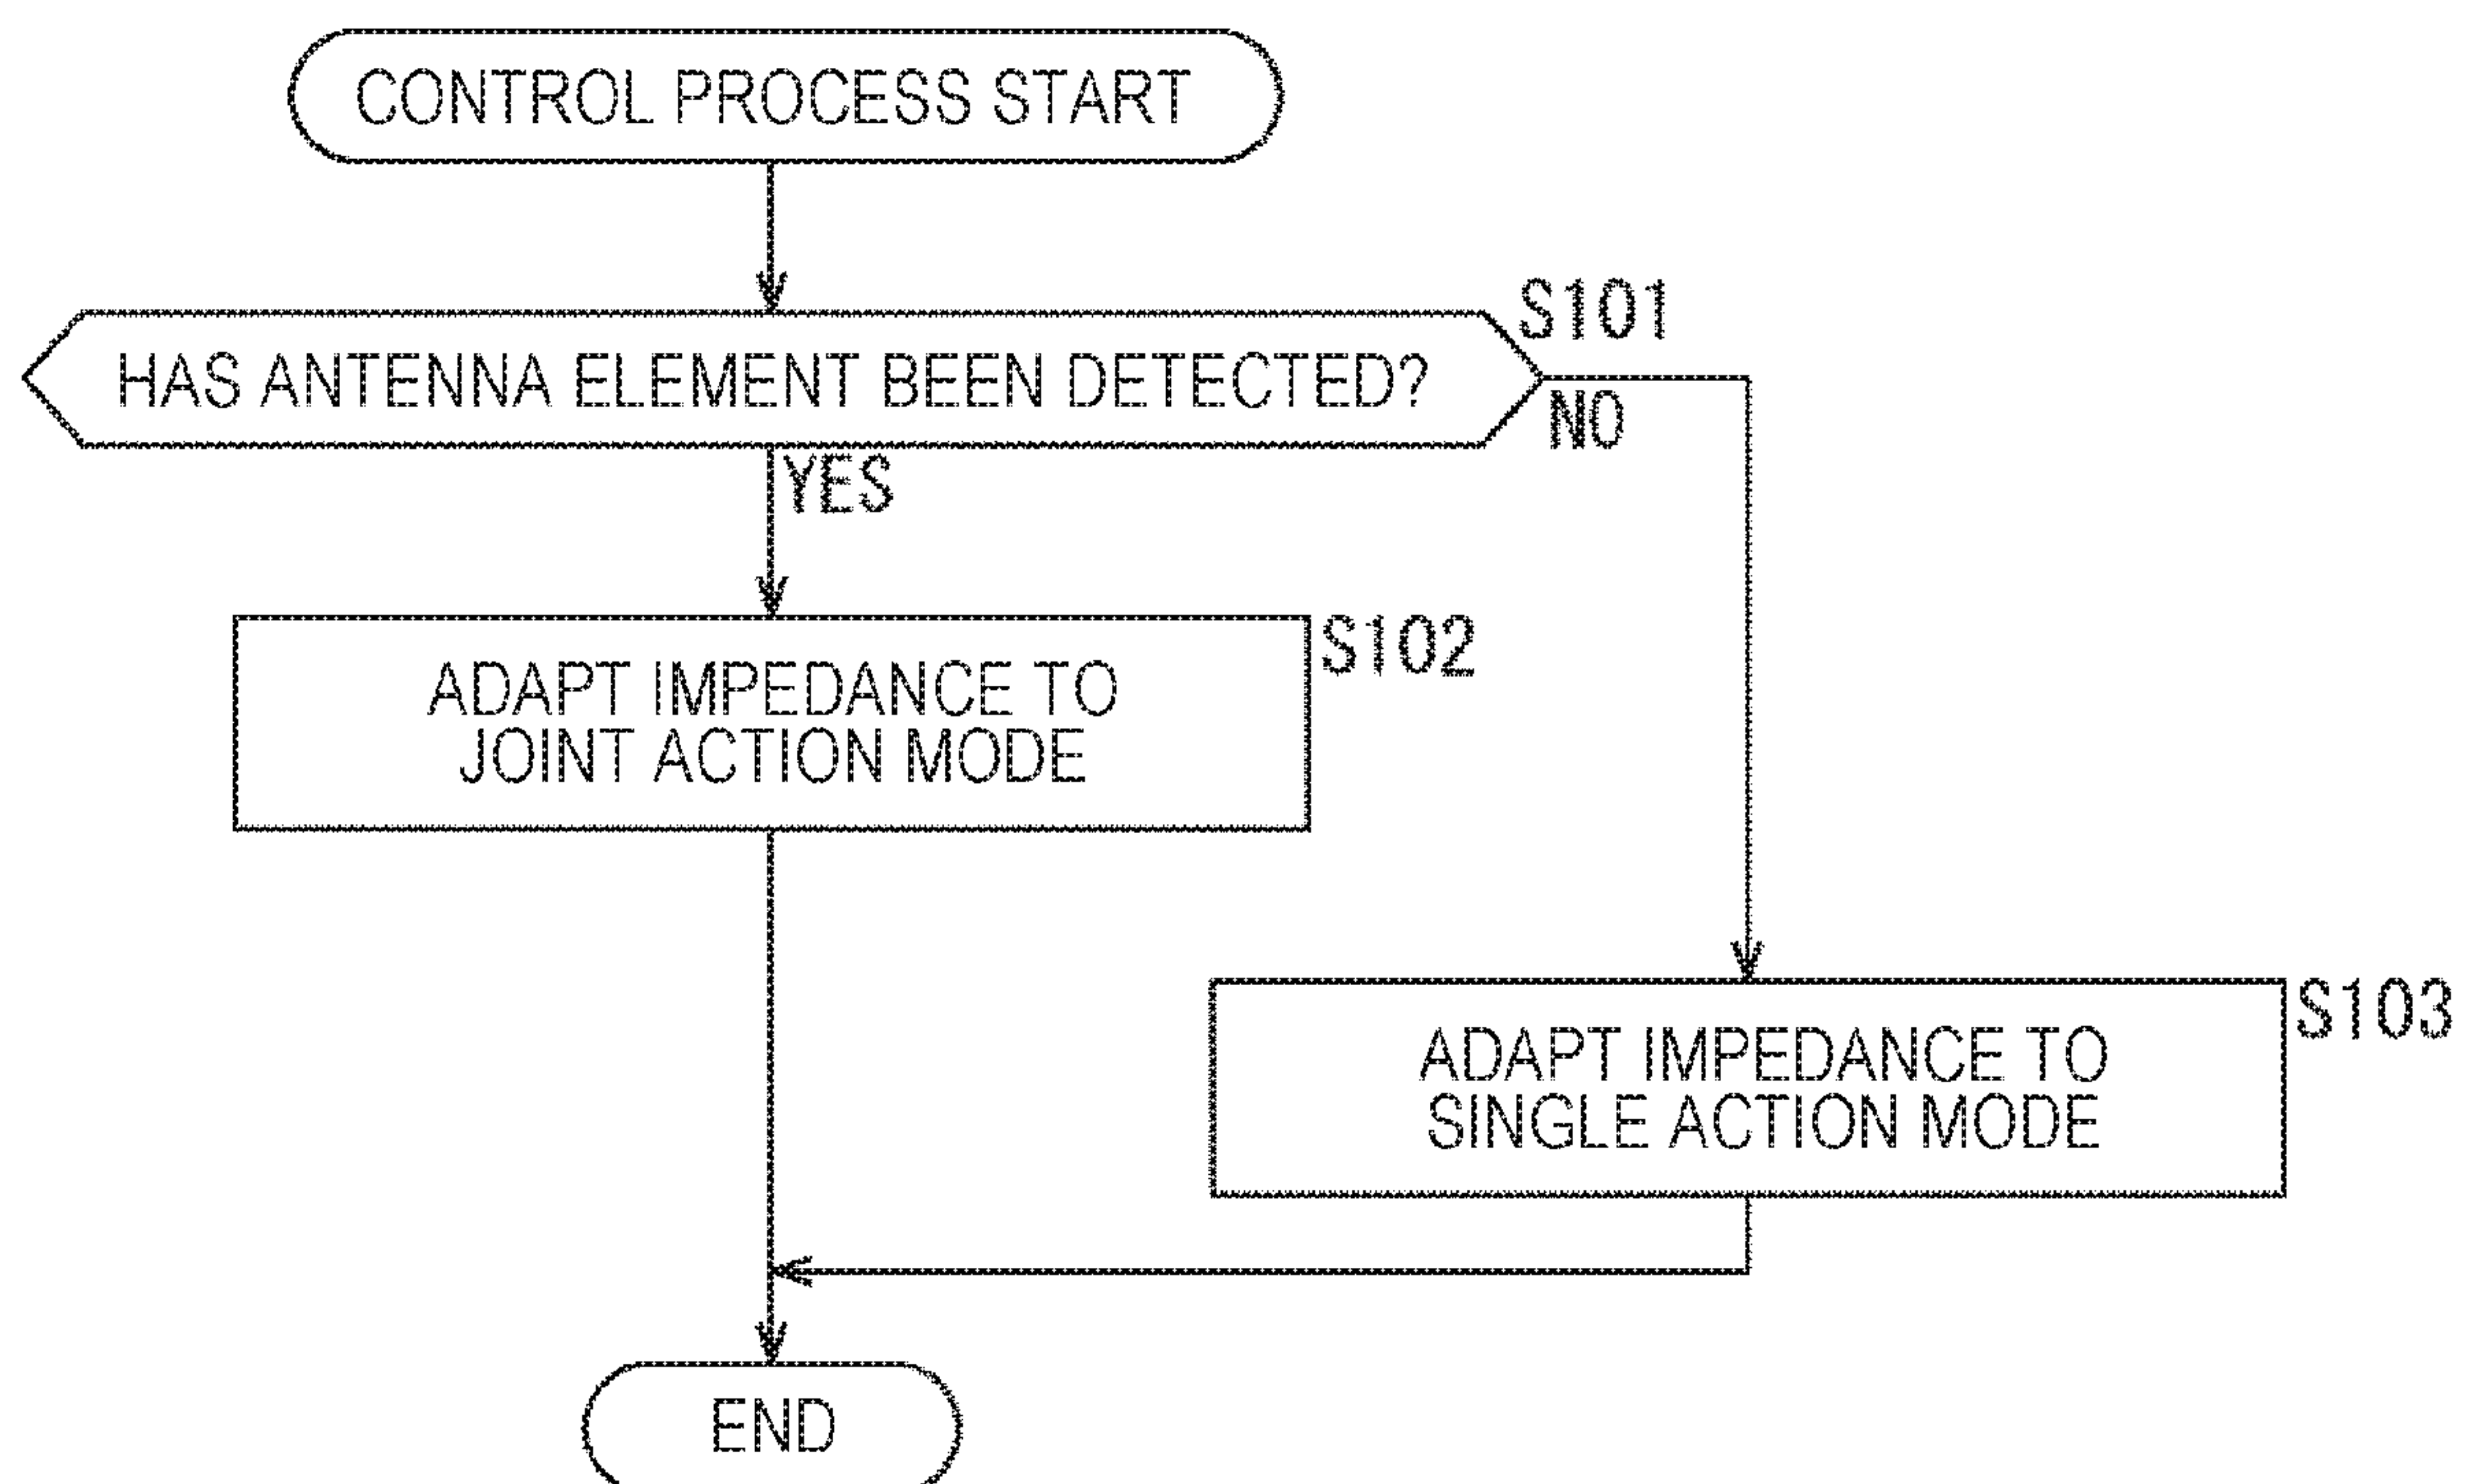 CONTROL PROCESS START
S101
HAS ANTENNA ELEMENT BEEN DETECTED?
NO
YES
S102
ADAPT IMPEDANCE TO
JOINT ACTION MODE
S103
ADAPT IMPEDANCE TO
SINGLE ACTION MODE
END